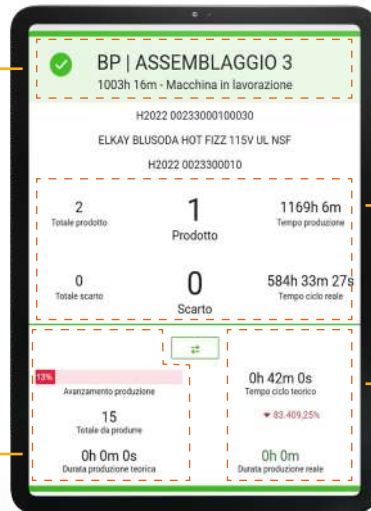 BP | ASSEMBLAGGIO 3
1003h 16m - Macchina in lavorazione
H2022 00233000100030
ELKAY BLUSODA HOT FIZZ 115V UL NSF
H2022 0023300010
2
Totale prodotto
1
Prodotto
1169h 6m
Tempo produzione
0
Totale scarto
0
Scarto
584h 33m 27s
Tempo ciclo reale
13%
Avanzamento produzione
0h 42m 0s
Tempo ciclo teorico
15
Totale da produrre
83.409,25%
0h 0m 0s
Durata produzione teorica
0h 0m
Durata produzione reale